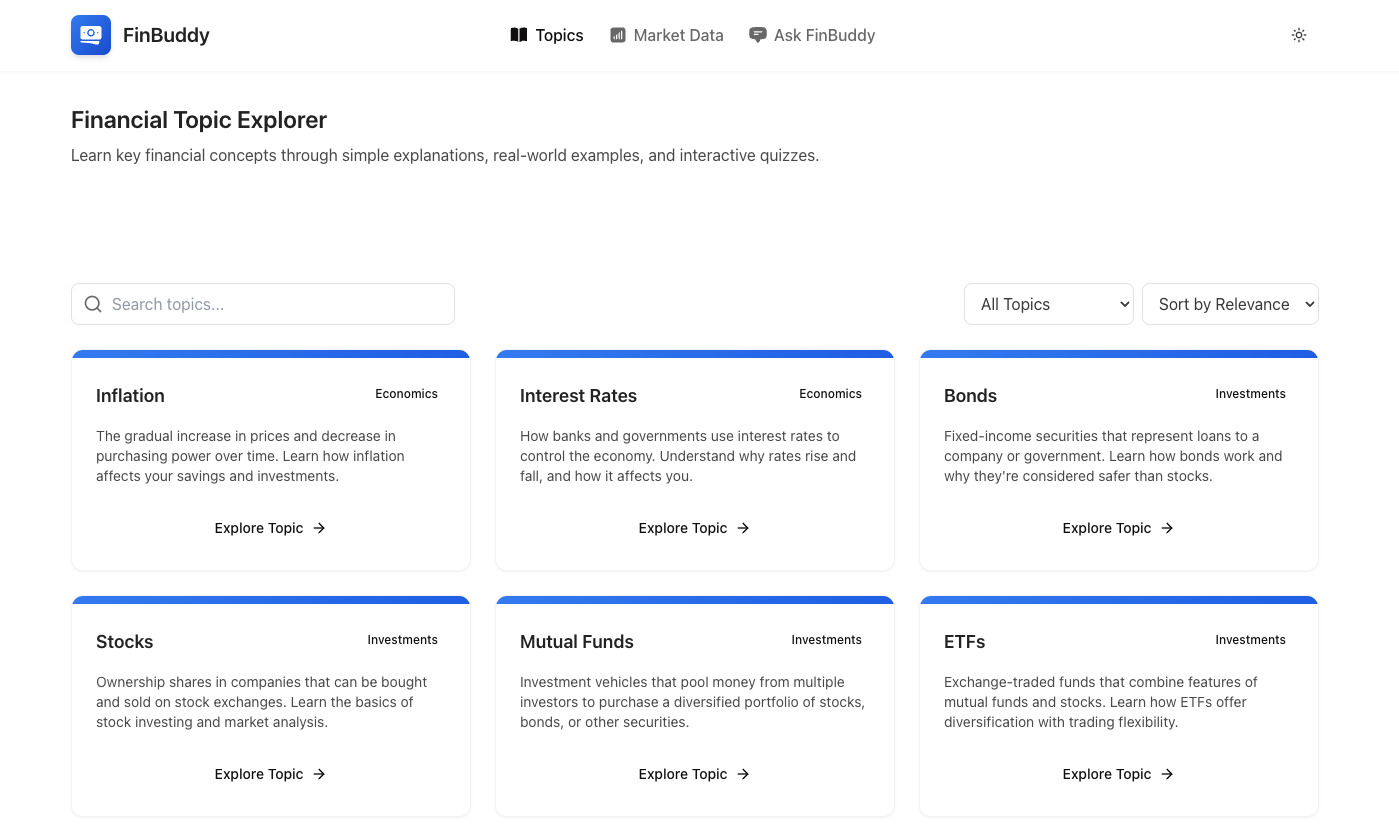 FinBuddy
Topics
Market Data
Ask FinBuddy
Financial Topic Explorer
Learn key financial concepts through simple explanations, real-world examples, and interactive quizzes.
Search topics...
All Topics
Sort by Relevance
Inflation
Economics
The gradual increase in prices and decrease in
purchasing power over time. Learn how inflation
affects your savings and investments.
Explore Topic
Interest Rates
Economics
How banks and governments use interest rates to
control the economy. Understand why rates rise and
fall, and how it affects you.
Explore Topic
Bonds
Investments
Fixed-income securities that represent loans to a
company or government. Learn how bonds work and
why they're considered safer than stocks.
Explore Topic
Stocks
Investments
Ownership shares in companies that can be bought
and sold on stock exchanges. Learn the basics of
stock investing and market analysis.
Explore Topic
Mutual Funds
Investments
Investment vehicles that pool money from multiple
investors to purchase a diversified portfolio of stocks,
bonds, or other securities.
Explore Topic
ETFs
Investments
Exchange-traded funds that combine features of
mutual funds and stocks. Learn how ETFs offer
diversification with trading flexibility.
Explore Topic